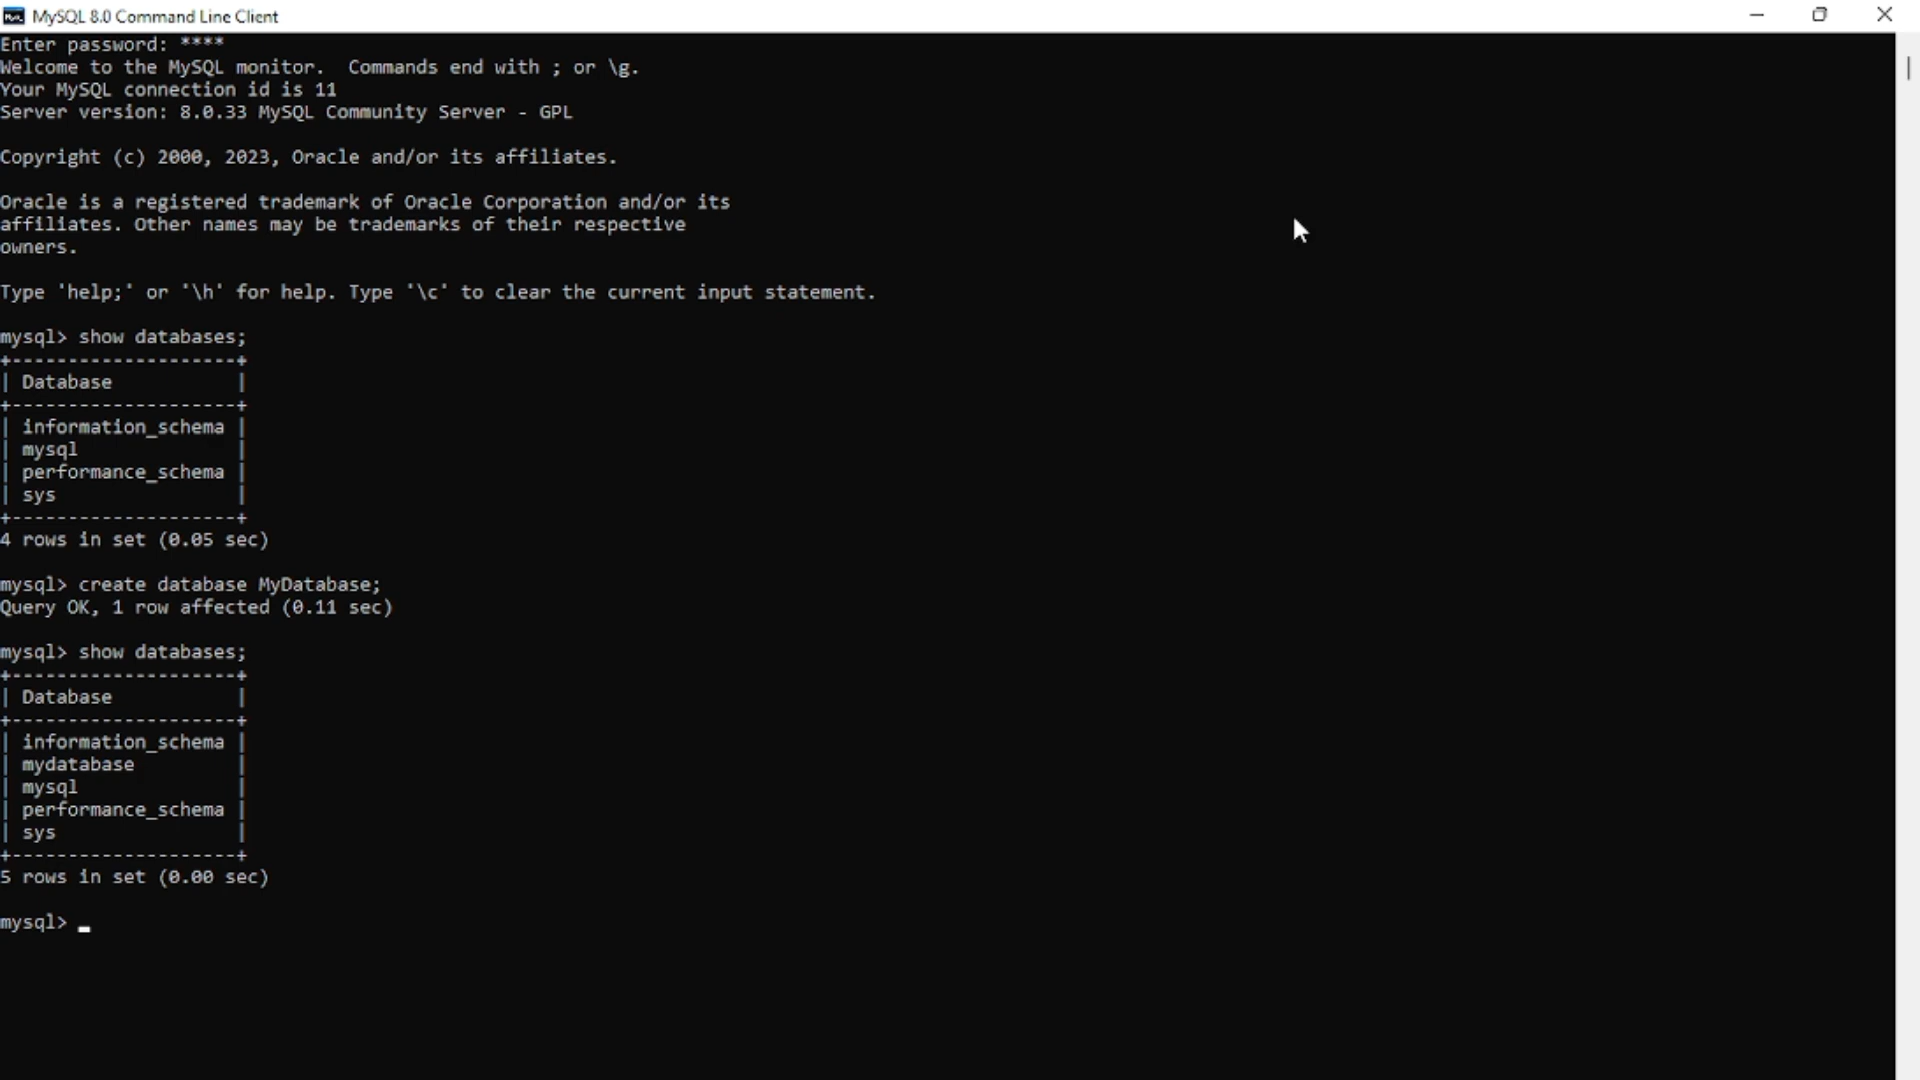 MySQL 8.0 Command Line Client
Enter password: ****
Welcome to the MySQL monitor.  Commands end with ; or \g.
Your MySQL connection id is 11
Server version: 8.0.33 MySQL Community Server - GPL
Copyright (c) 2000, 2023, Oracle and/or its affiliates.
Oracle is a registered trademark of Oracle Corporation and/or its
affiliates. Other names may be trademarks of their respective
owners.
Type 'help;' or '\h' for help. Type '\c' to clear the current input statement.
mysql> show databases;
+--------------------+
| Database           |
+--------------------+
| information_schema |
| mysql              |
| performance_schema |
| sys                |
+--------------------+
4 rows in set (0.05 sec)
mysql> create database MyDatabase;
Query OK, 1 row affected (0.11 sec)
mysql> show databases;
+--------------------+
| Database           |
+--------------------+
| information_schema |
| mydatabase         |
| mysql              |
| performance_schema |
| sys                |
+--------------------+
5 rows in set (0.00 sec)
mysql> _